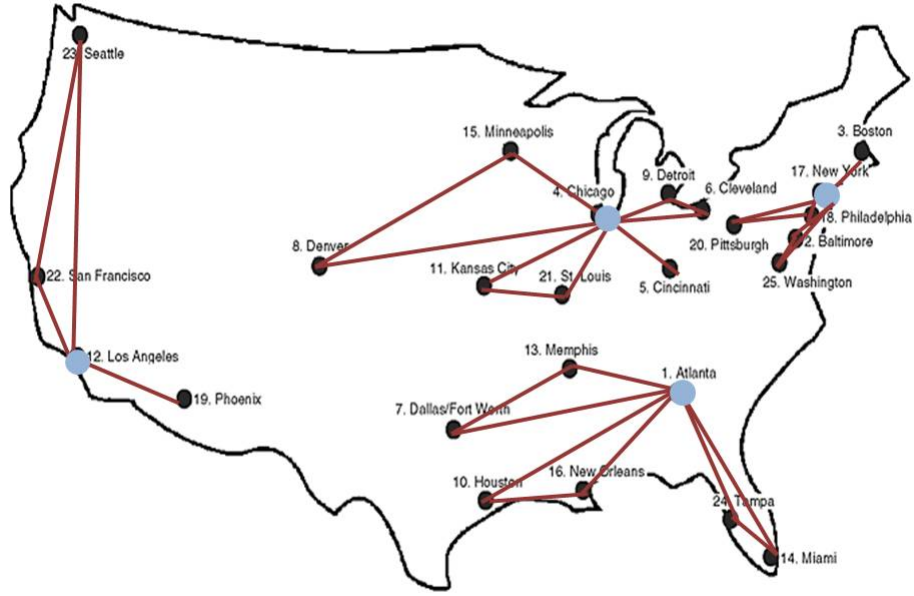 23. Seattle
3. Boston
15. Minneapolis
17. New York
9. Detroit
4. Chicago
6. Cleveland
18. Philadelphia
8. Denver
20. Pittsburgh
2. Baltimore
22. San Francisco
11. Kansas City
21. St. Louis
5. Cincinnati
25. Washington
12. Los Angeles
13. Memphis
1. Atlanta
19. Phoenix
7. Dallas/Fort Worth
16. New Orleans
10. Houston
24. Tampa
14. Miami